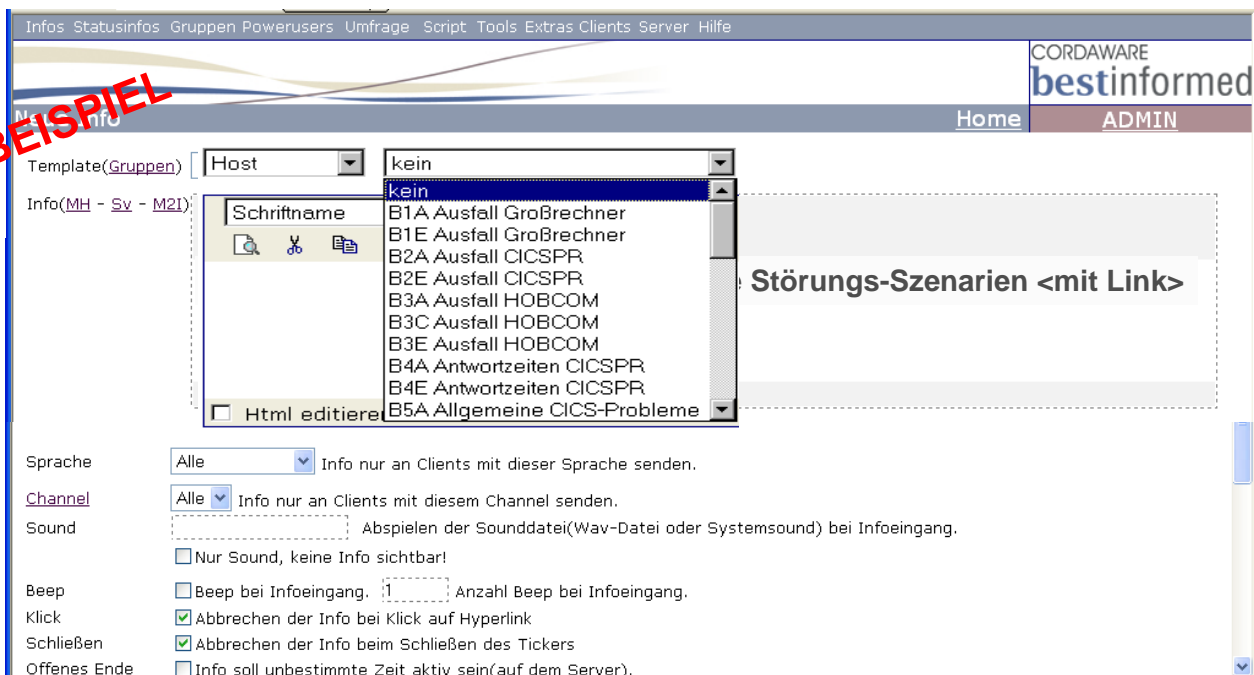 Infos Statusinfos Gruppen Powerusers Umfrage Script Tools Extras Clients Server Hilfe
CORDAWARE
bestinformed
BEISPIEL
Home ADMIN
Template(Gruppen) Host kein
kein
Info(MH - Sv - M2I) Schriftname
B1A Ausfall Großrechner
B1E Ausfall Großrechner
B2A Ausfall CICSPR
B2E Ausfall CICSPR
B3A Ausfall HOBCOM
B3C Ausfall HOBCOM
B3E Ausfall HOBCOM
B4A Antwortzeiten CICSPR
B4E Antwortzeiten CICSPR
B5A Allgemeine CICS-Probleme
Störungs-Szenarien <mit Link>
Html editieren
Sprache Alle Info nur an Clients mit dieser Sprache senden.
Channel Alle Info nur an Clients mit diesem Channel senden.
Sound Abspielen der Sounddatei(Wav-Datei oder Systemsound) bei Infoeingang.
Nur Sound, keine Info sichtbar!
Beep Beep bei Infoeingang. 1 Anzahl Beep bei Infoeingang.
Klick Abbrechen der Info bei Klick auf Hyperlink
Schließen Abbrechen der Info beim Schließen des Tickers
Offenes Ende Info soll unbestimmte Zeit aktiv sein(auf dem Server).